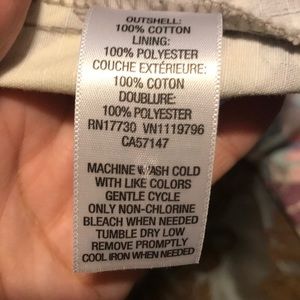 OUTSHELL:
100% COTTON
LINING:
100% POLYESTER
COUCHE EXTÉRIEURE:
100% COTON
DOUBLURE:
100% POLYESTER
RN17730 VN1119796
CA57147
MACHINE WASH COLD
WITH LIKE COLORS
GENTLE CYCLE
ONLY NON-CHLORINE
BLEACH WHEN NEEDED
TUMBLE DRY LOW
REMOVE PROMPTLY
COOL IRON WHEN NEEDED